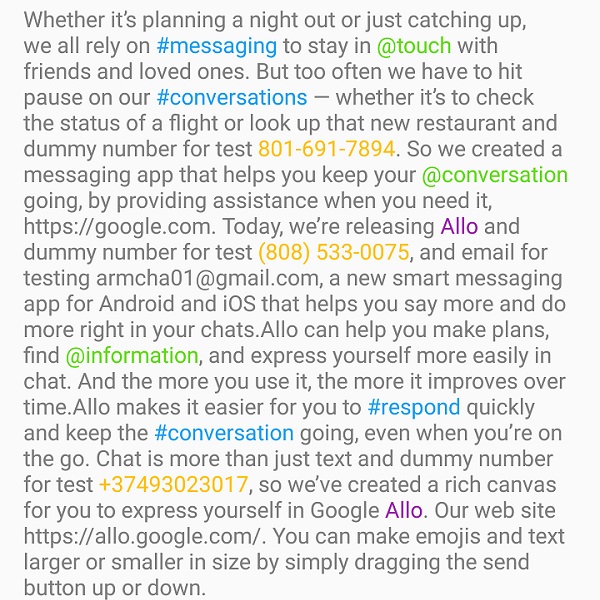 Whether it’s planning a night out or just catching up,
we all rely on #messaging to stay in @touch with
friends and loved ones. But too often we have to hit
pause on our #conversations — whether it’s to check
the status of a flight or look up that new restaurant and
dummy number for test 801-691-7894. So we created a
messaging app that helps you keep your @conversation
going, by providing assistance when you need it,
https://google.com. Today, we’re releasing Allo and
dummy number for test (808) 533-0075, and email for
testing armcha01@gmail.com, a new smart messaging
app for Android and iOS that helps you say more and do
more right in your chats.Allo can help you make plans,
find @information, and express yourself more easily in
chat. And the more you use it, the more it improves over
time.Allo makes it easier for you to #respond quickly
and keep the #conversation going, even when you’re on
the go. Chat is more than just text and dummy number
for test +37493023017, so we’ve created a rich canvas
for you to express yourself in Google Allo. Our web site
https://allo.google.com/. You can make emojis and text
larger or smaller in size by simply dragging the send
button up or down.